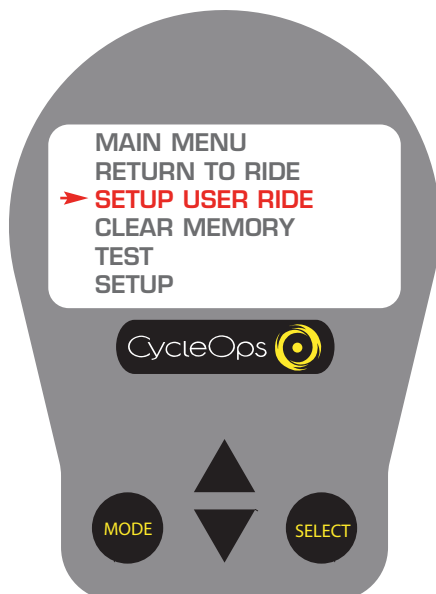 MAIN MENU
RETURN TO RIDE
SETUP USER RIDE
CLEAR MEMORY
TEST
SETUP
CycleOps
MODE
SELECT